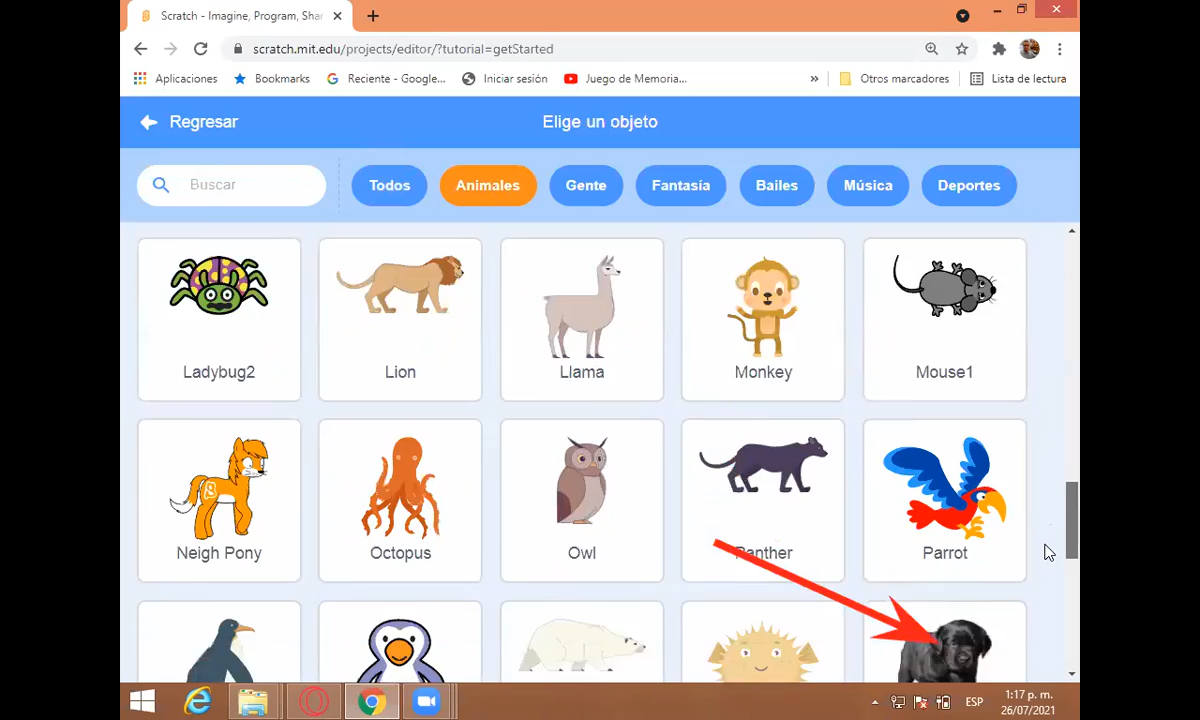 Scratch - Imagine, Program, Shar
scratch.mit.edu/projects/editor/?tutorial=getStarted
Aplicaciones Bookmarks Reciente - Google... Iniciar sesión Juego de Memoria... » Otros marcadores Lista de lectura
Regresar Elige un objeto
Buscar Todos Animales Gente Fantasía Bailes Música Deportes
Ladybug2 Lion Llama Monkey Mouse1
Neigh Pony Octopus Owl Panther Parrot
ESP 1:17 p. m.
26/07/2021